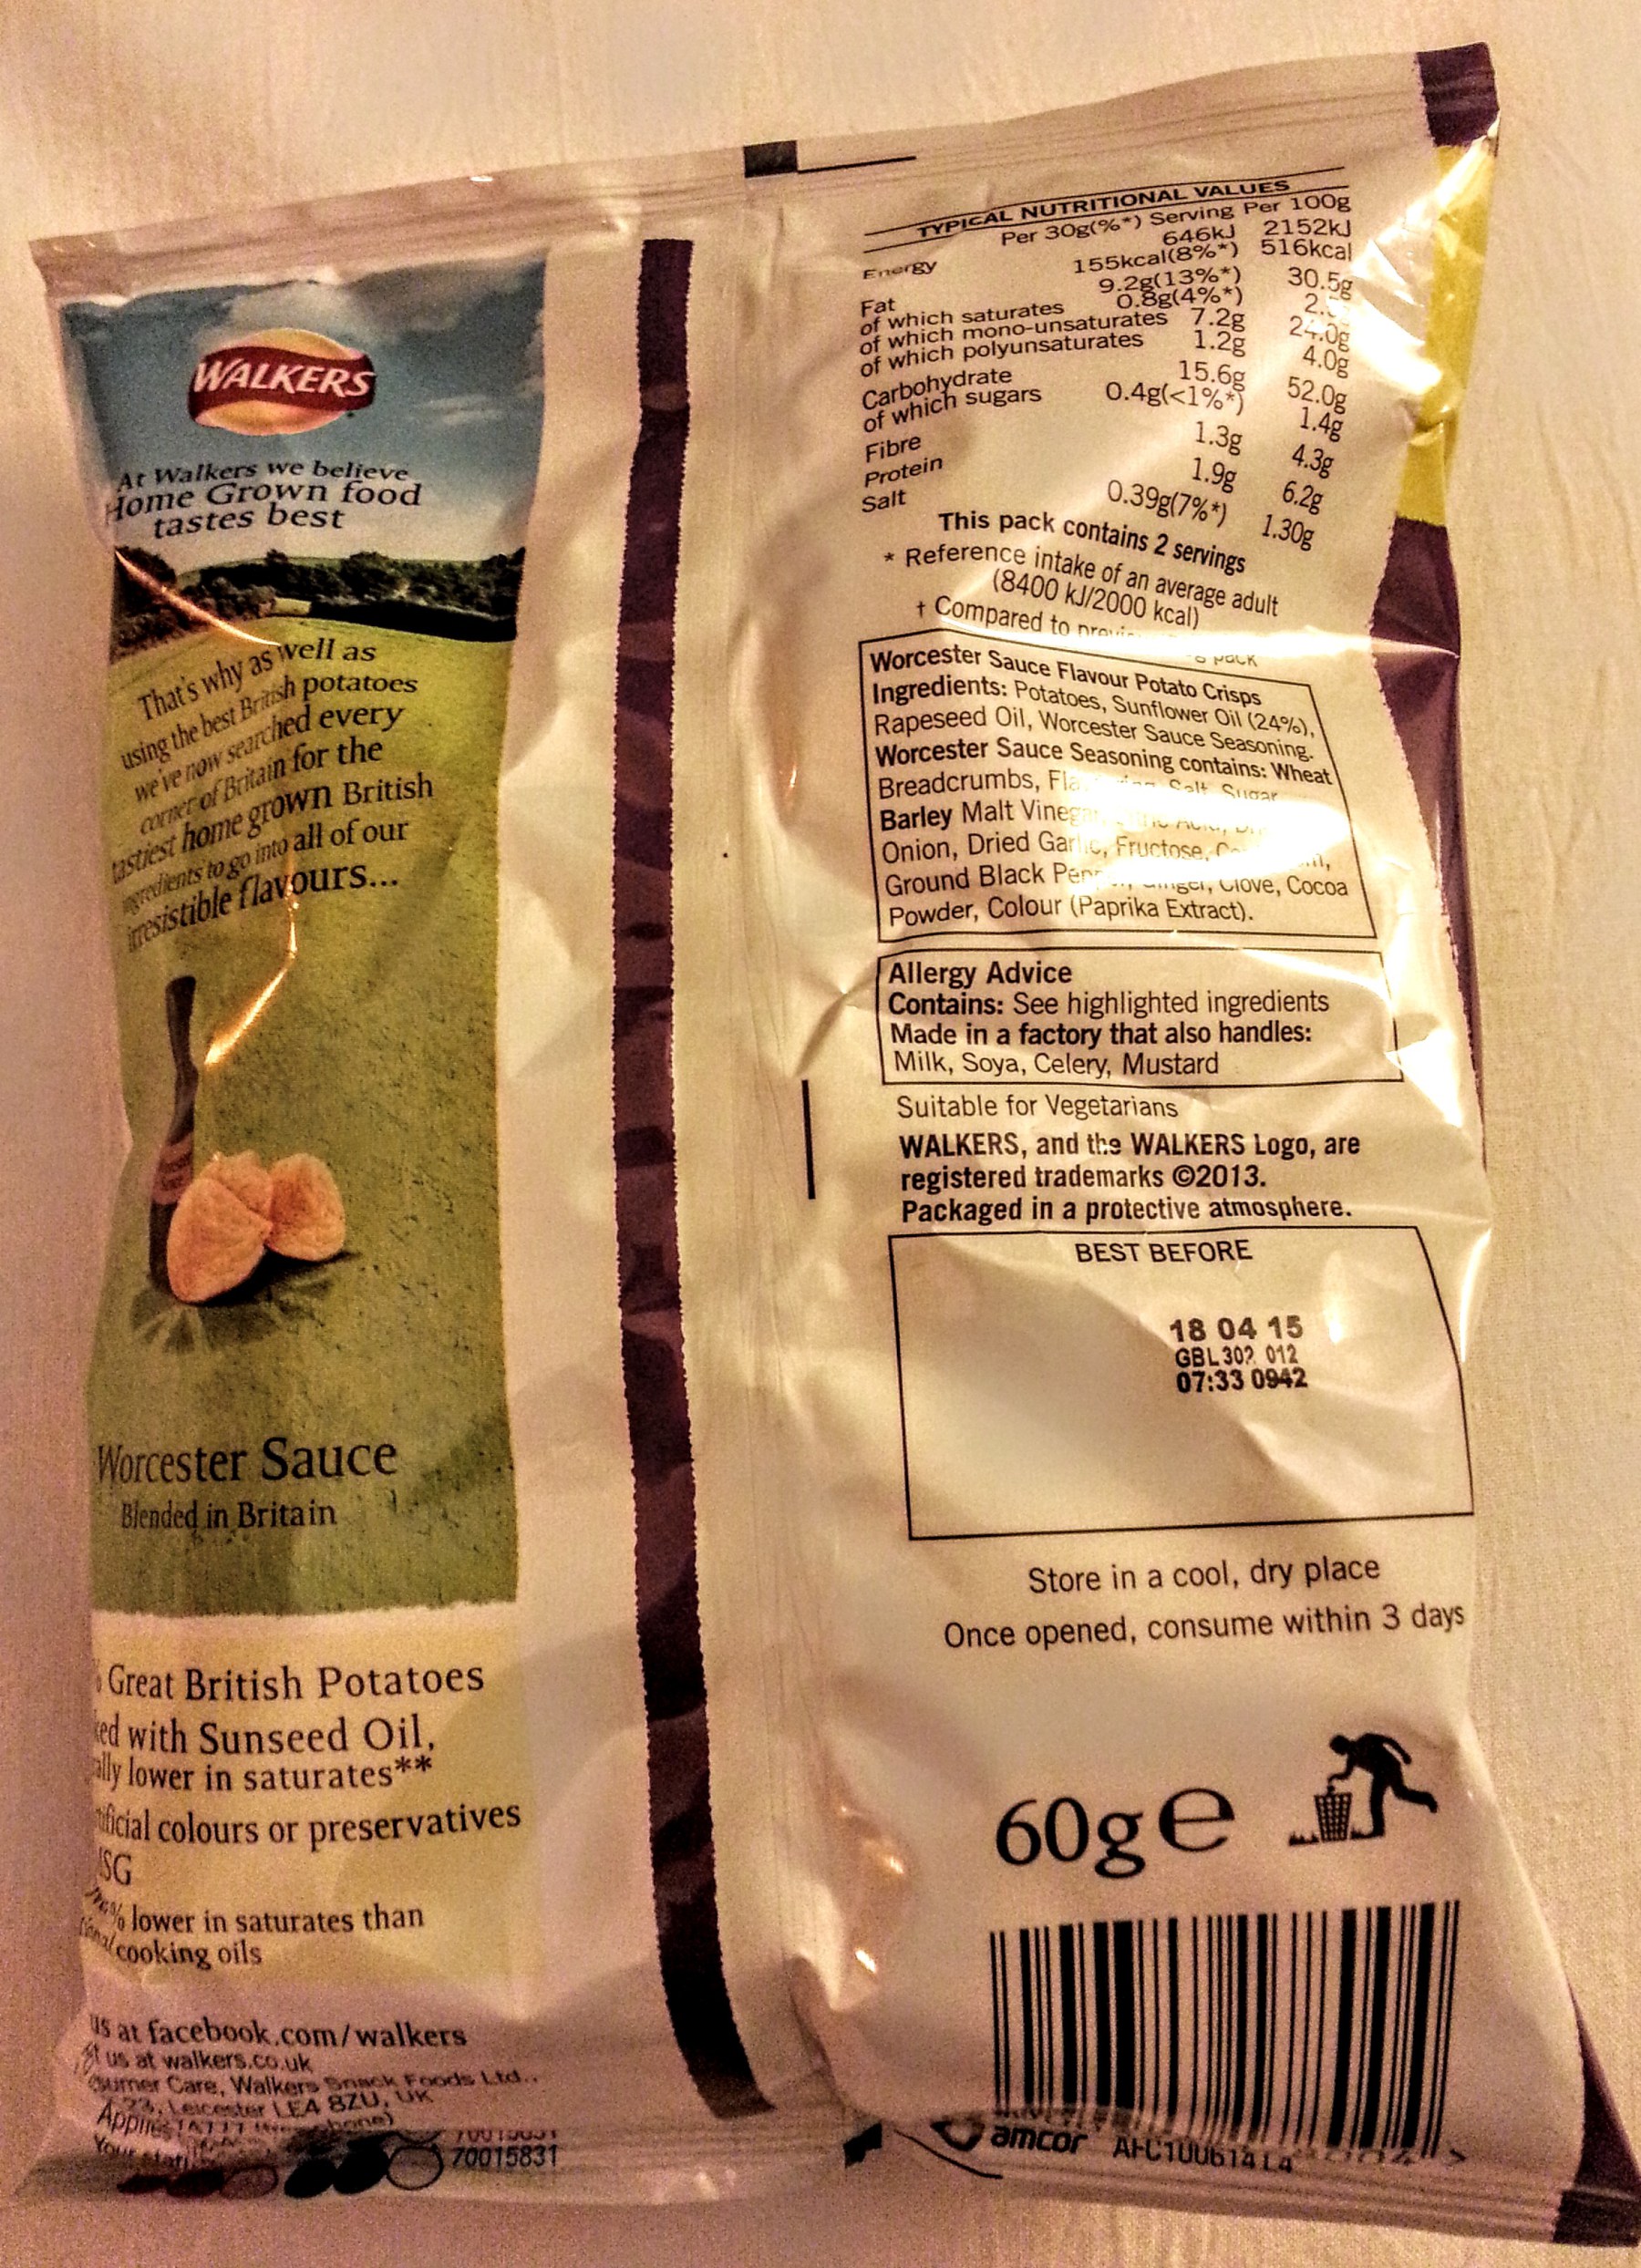 WALKERS
At Walkers we believe
Home Grown food
tastes best
That's why as well as
using the best British potatoes
we've now searched every
corner of Britain for the
tastiest home grown British
ingredients to go into all of our
irresistible flavours...
Worcester Sauce
Blended in Britain
Great British Potatoes
with Sunseed Oil,
lower in saturates**
colours or preservatives
lower in saturates than
cooking oils
us at facebook.com/walkers
us at walkers.co.uk
Care, Walkers Snack Foods Ltd.,
Leicester LE4 8ZU, UK
Applies
70015831
TYPICAL NUTRITIONAL VALUES
Per 30g(%*) Serving Per 100g
Energy 646kJ 2152kJ
155kcal(8%*) 516kcal
Fat 9.2g(13%*) 30.5g
of which saturates 0.8g(4%*)
of which mono-unsaturates 7.2g 24.0g
of which polyunsaturates 1.2g 4.0g
Carbohydrate 15.6g 52.0g
of which sugars 0.4g(<1%*) 1.4g
Fibre 1.3g 4.3g
Protein 1.9g 6.2g
Salt 0.39g(7%*) 1.30g
This pack contains 2 servings
* Reference intake of an average adult
(8400 kJ/2000 kcal)
† Compared to pack
Worcester Sauce Flavour Potato Crisps
Ingredients: Potatoes, Sunflower Oil (24%),
Rapeseed Oil, Worcester Sauce Seasoning.
Worcester Sauce Seasoning contains: Wheat
Breadcrumbs, Salt, Sugar
Barley Malt
Onion, Dried Garlic, Fructose,
Ground Black Clove, Cocoa
Powder, Colour (Paprika Extract).
Allergy Advice
Contains: See highlighted ingredients
Made in a factory that also handles:
Milk, Soya, Celery, Mustard
Suitable for Vegetarians
WALKERS, and the WALKERS Logo, are
registered trademarks ©2013.
Packaged in a protective atmosphere.
BEST BEFORE
18 04 15
GBL 012
07:33 0942
Store in a cool, dry place
Once opened, consume within 3 days
60g e
amcor